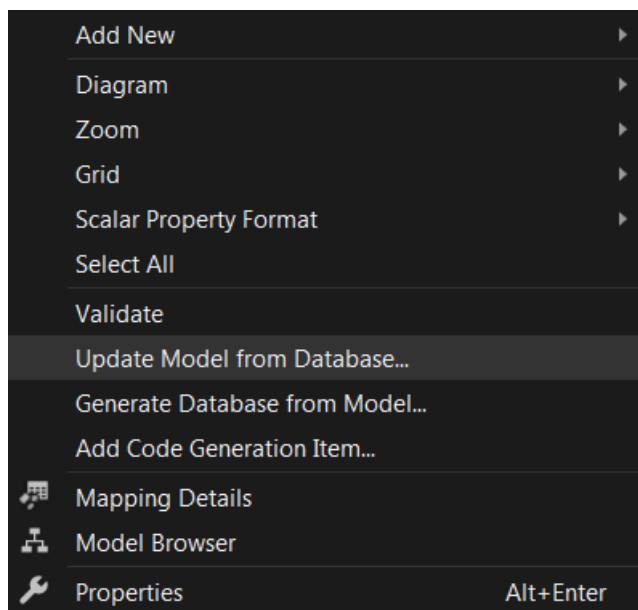 Add New
Diagram
Zoom
Grid
Scalar Property Format
Select All
Validate
Update Model from Database...
Generate Database from Model...
Add Code Generation Item...
Mapping Details
Model Browser
Properties Alt+Enter